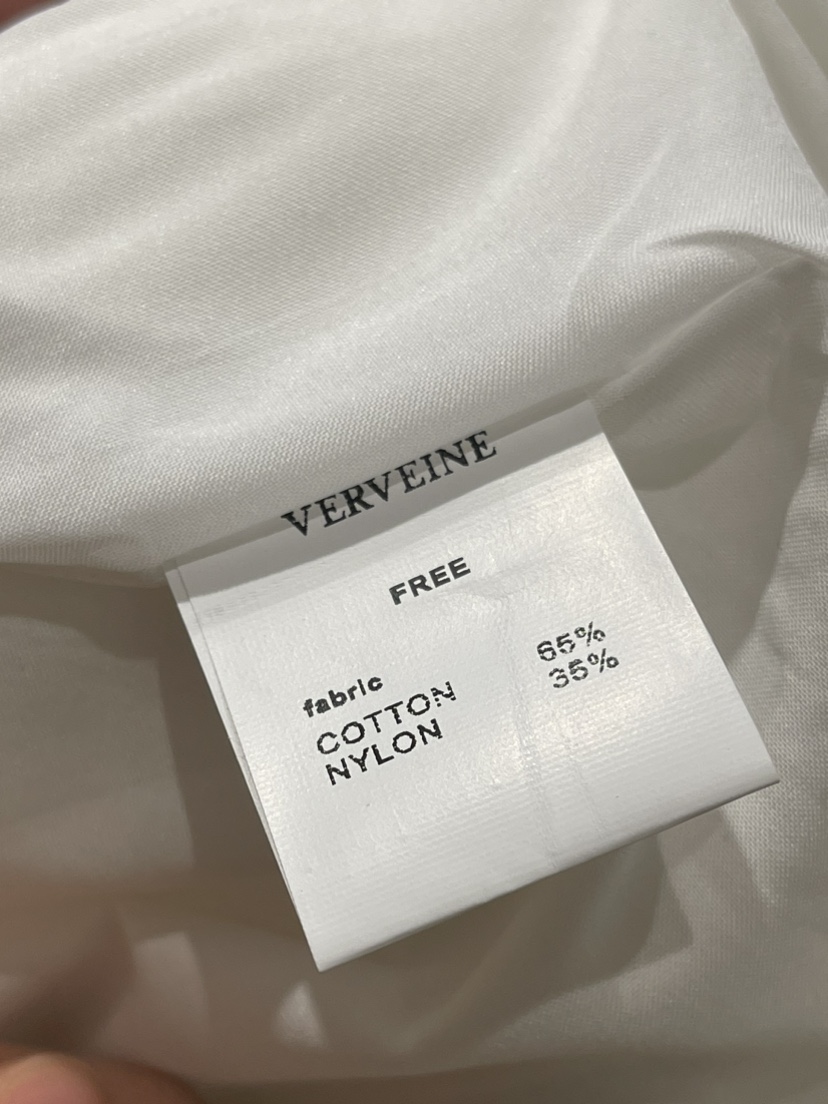 VERVEINE
FREE
fabric
COTTON 65%
NYLON 35%